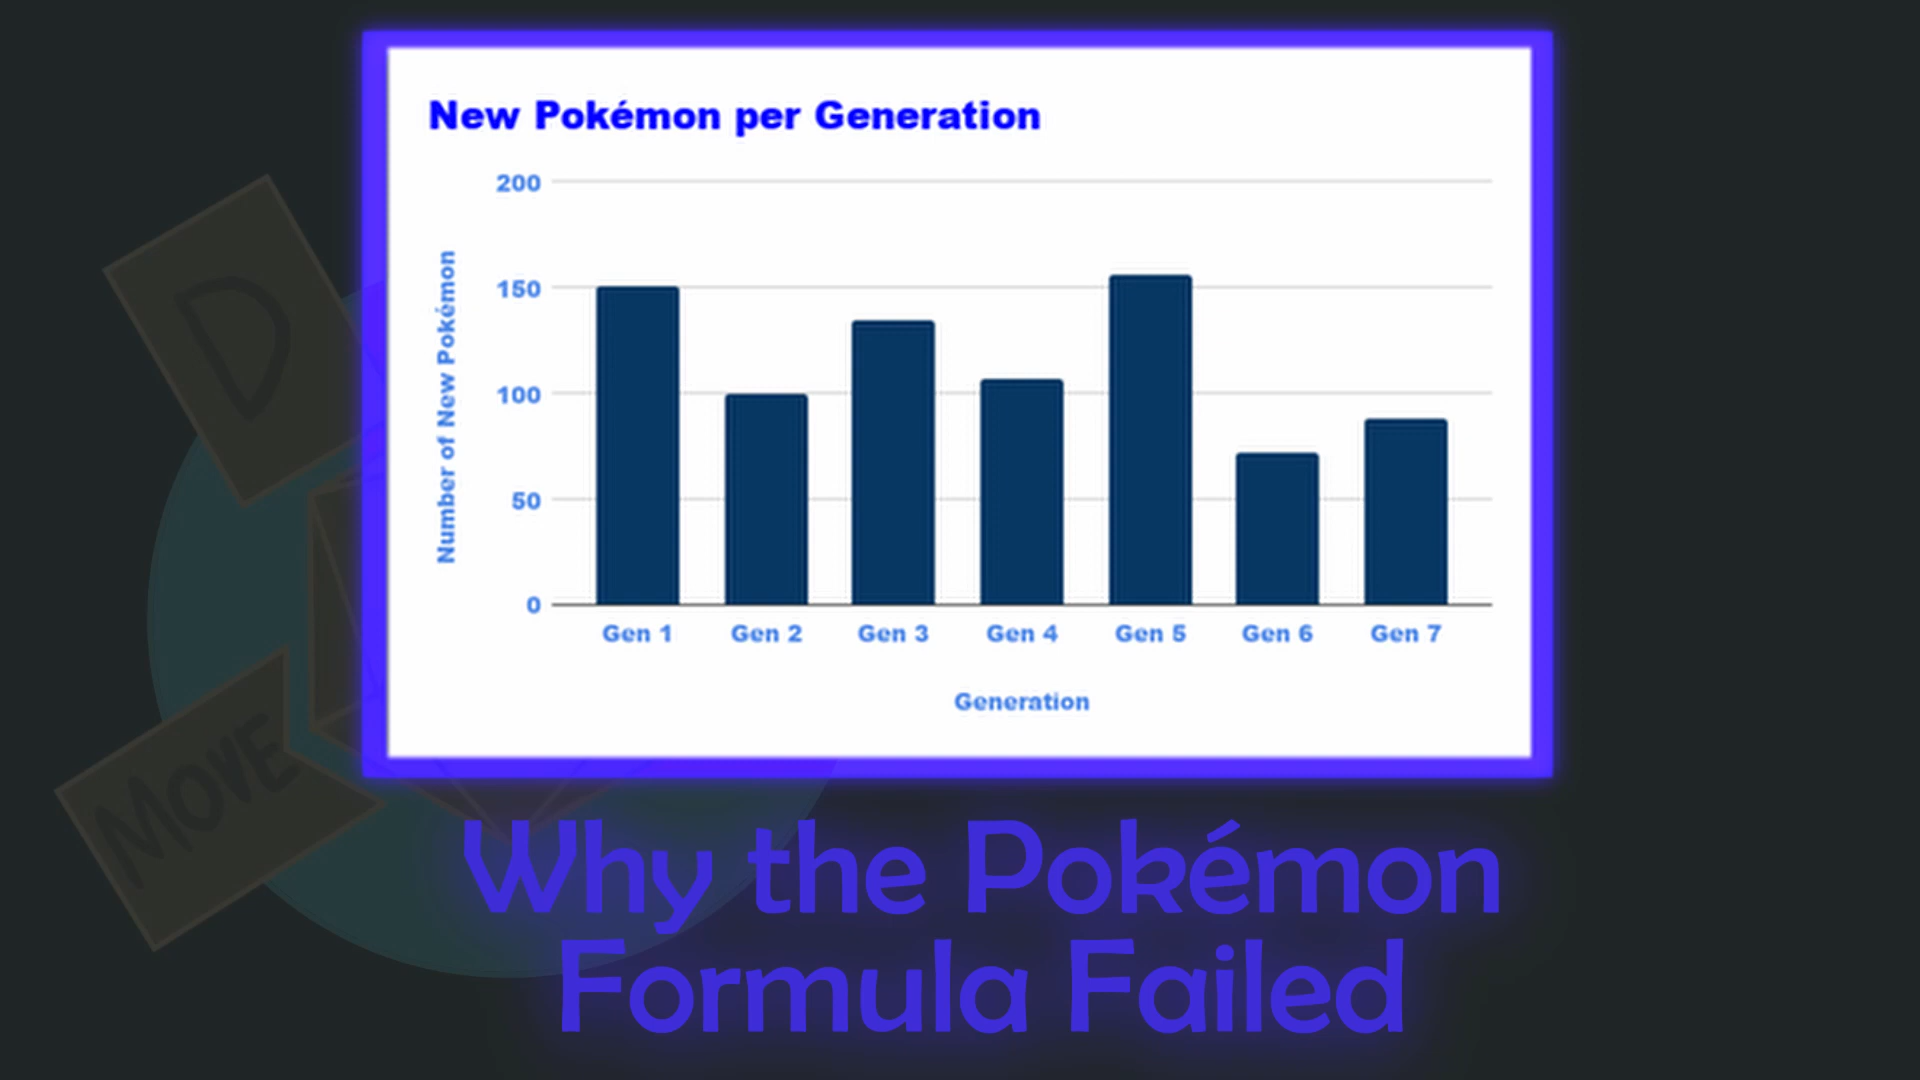 New Pokémon per Generation
200
150
100
50
0
Number of New Pokémon
Gen 1 Gen 2 Gen 3 Gen 4 Gen 5 Gen 6 Gen 7
Generation
D
MOVE
Why the Pokémon
Formula Failed